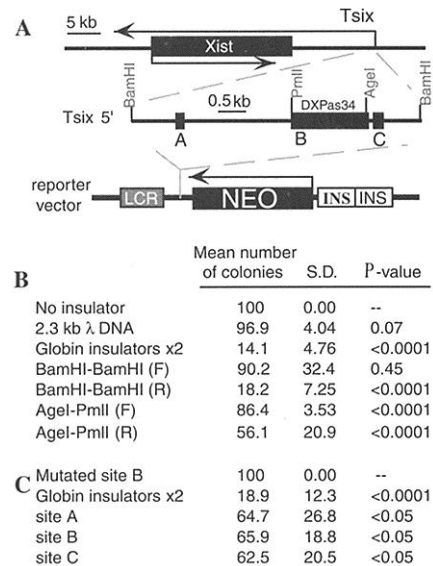 A
Tsix
5 kb
Xist
BamHI
PmlI
AgeI
BamHI
0.5 kb
DXPas34
Tsix 5'
A
B
C
reporter
vector
LCR
NEO
INS
INS
B
Mean number
of colonies
S.D.
P-value
No insulator 100 0.00 --
2.3 kb λ DNA 96.9 4.04 0.07
Globin insulators x2 14.1 4.76 <0.0001
BamHI-BamHI (F) 90.2 32.4 0.45
BamHI-BamHI (R) 18.2 7.25 <0.0001
AgeI-PmlI (F) 86.4 3.53 <0.0001
AgeI-PmlI (R) 56.1 20.9 <0.0001
C
Mutated site B 100 0.00 --
Globin insulators x2 18.9 12.3 <0.0001
site A 64.7 26.8 <0.05
site B 65.9 18.8 <0.05
site C 62.5 20.5 <0.05